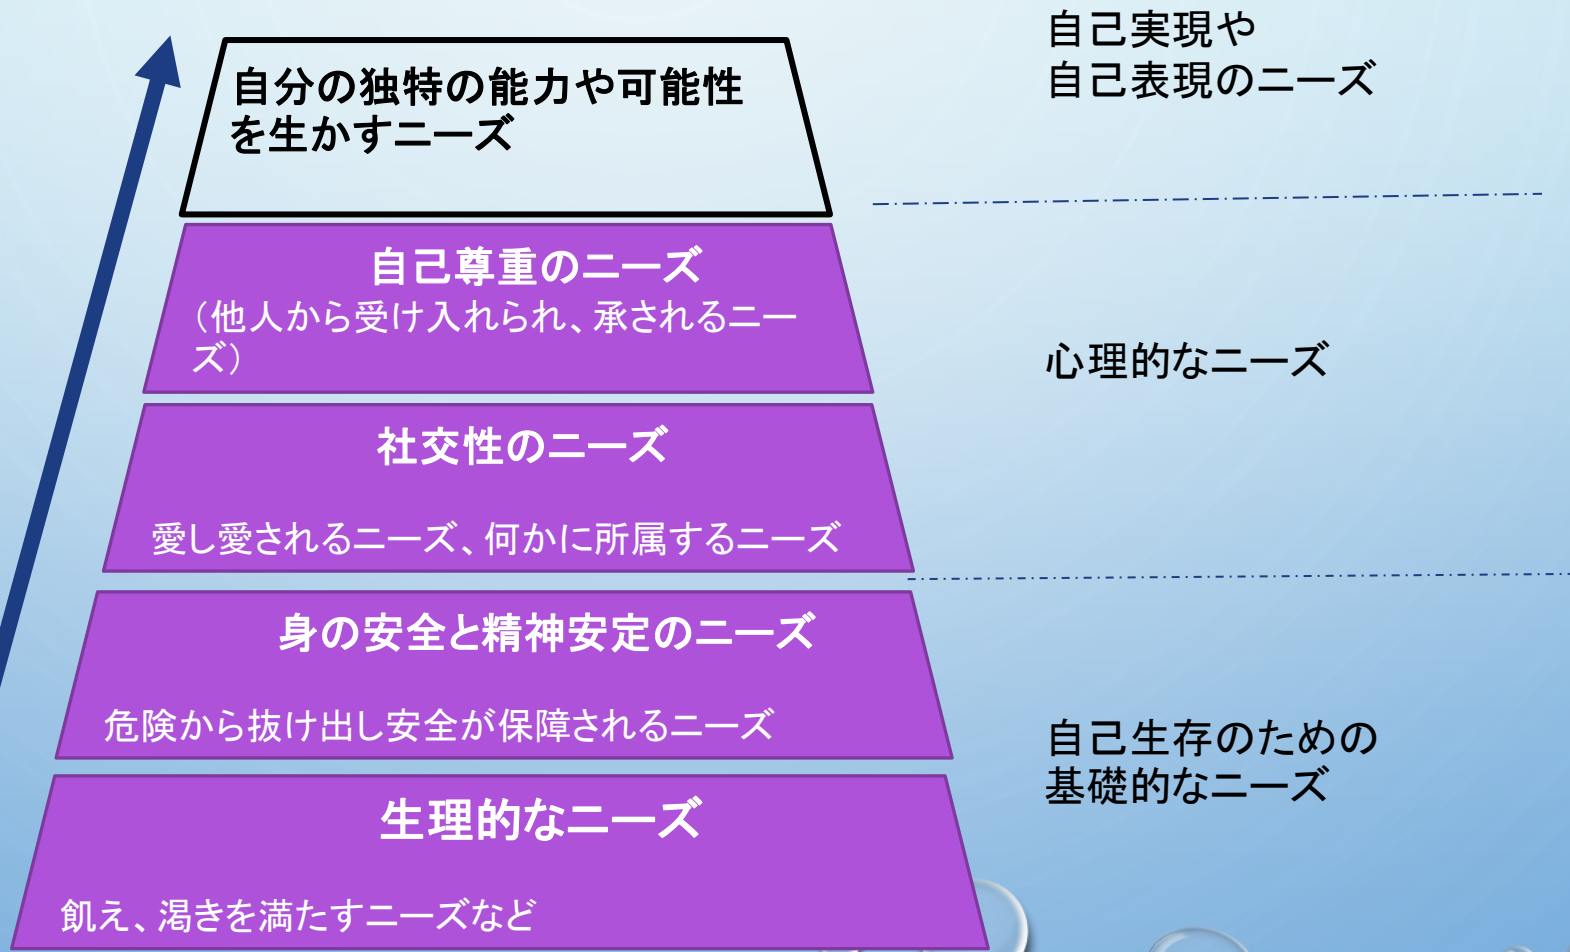 自分の独特の能力や可能性
を生かすニーズ
自己実現や
自己表現のニーズ
自己尊重のニーズ
（他人から受け入れられ、承されるニー
ズ）
社交性のニーズ
愛し愛されるニーズ、何かに所属するニーズ
心理的なニーズ
身の安全と精神安定のニーズ
危険から抜け出し安全が保障されるニーズ
生理的なニーズ
飢え、渇きを満たすニーズなど
自己生存のための
基礎的なニーズ